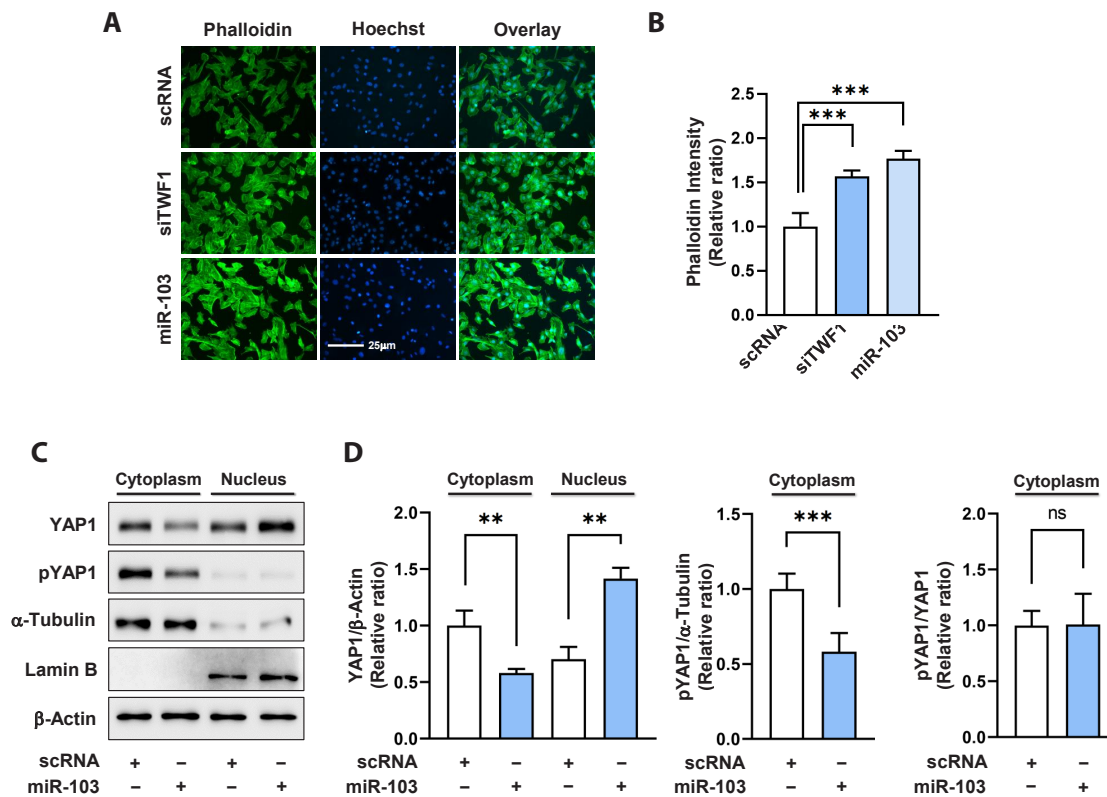 A
Phalloidin Hoechst Overlay
scRNA
siTWF1
miR-103
25μm
B
Phalloidin Intensity
(Relative ratio)
2.5
2.0
1.5
1.0
0.5
0.0
***
***
scRNA
siTWF1
miR-103
C
Cytoplasm Nucleus
YAP1
pYAP1
α-Tubulin
Lamin B
β-Actin
scRNA + − + −
miR-103 − + − +
D
Cytoplasm Nucleus
YAP1/β-Actin
(Relative ratio)
2.0
1.5
1.0
0.5
0.0
** **
scRNA + − + −
miR-103 − + − +
Cytoplasm
pYAP1/α-Tubulin
(Relative ratio)
1.5
1.0
0.5
0.0
***
+ −
− +
Cytoplasm
pYAP1/YAP1
(Relative ratio)
2.0
1.5
1.0
0.5
0.0
ns
scRNA + −
miR-103 − +